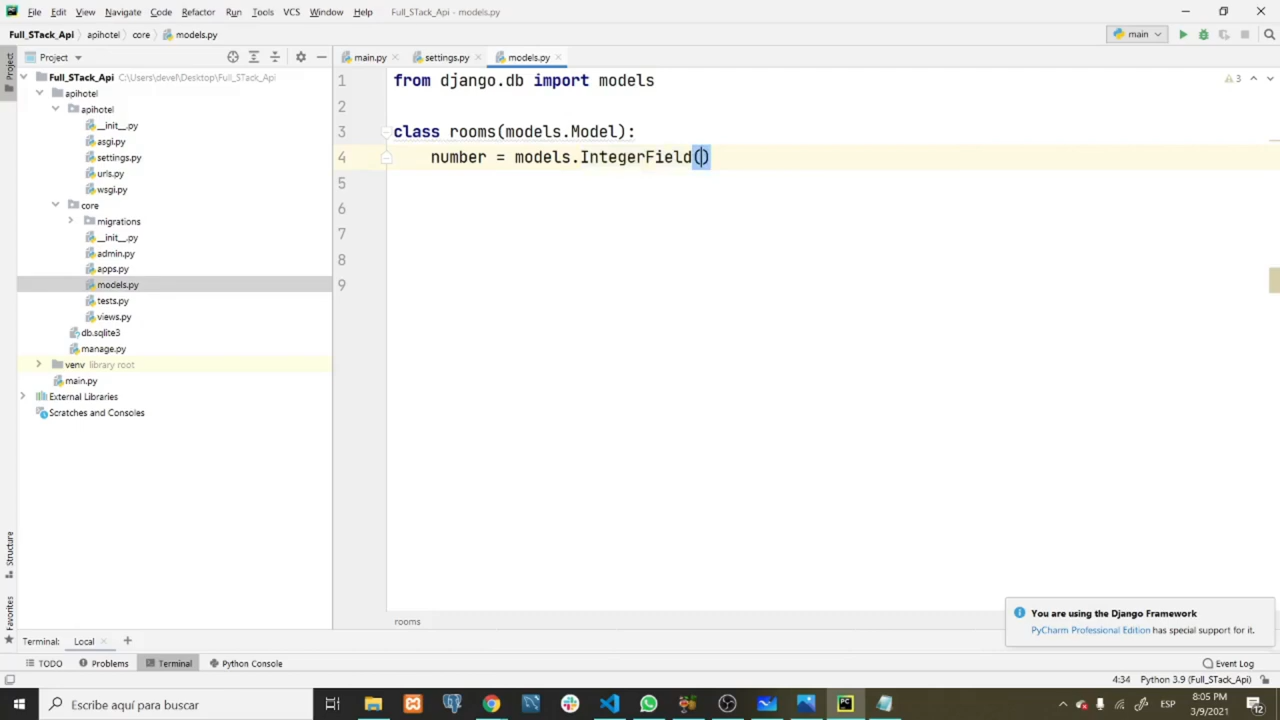 File Edit View Navigate Code Refactor Run Tools VCS Window Help Full_STack_Api - models.py
Full_STack_Api apihotel core models.py main
Project main.py settings.py models.py
Project
Full_STack_Api C:\Users\devel\Desktop\Full_STack_Api
apihotel
apihotel
__init__.py
asgi.py
settings.py
urls.py
wsgi.py
core
migrations
__init__.py
admin.py
apps.py
models.py
tests.py
views.py
db.sqlite3
manage.py
venv library root
main.py
External Libraries
Scratches and Consoles
1 from django.db import models
2
3 class rooms(models.Model):
4 number = models.IntegerField()
5
6
7
8
9
3
rooms
Structure
Favorites
You are using the Django Framework
PyCharm Professional Edition has special support for it.
Terminal: Local
TODO Problems Terminal Python Console Event Log
4:34 Python 3.9 (Full_STack_Api)
Escribe aquí para buscar
ESP
8:05 PM
3/9/2021